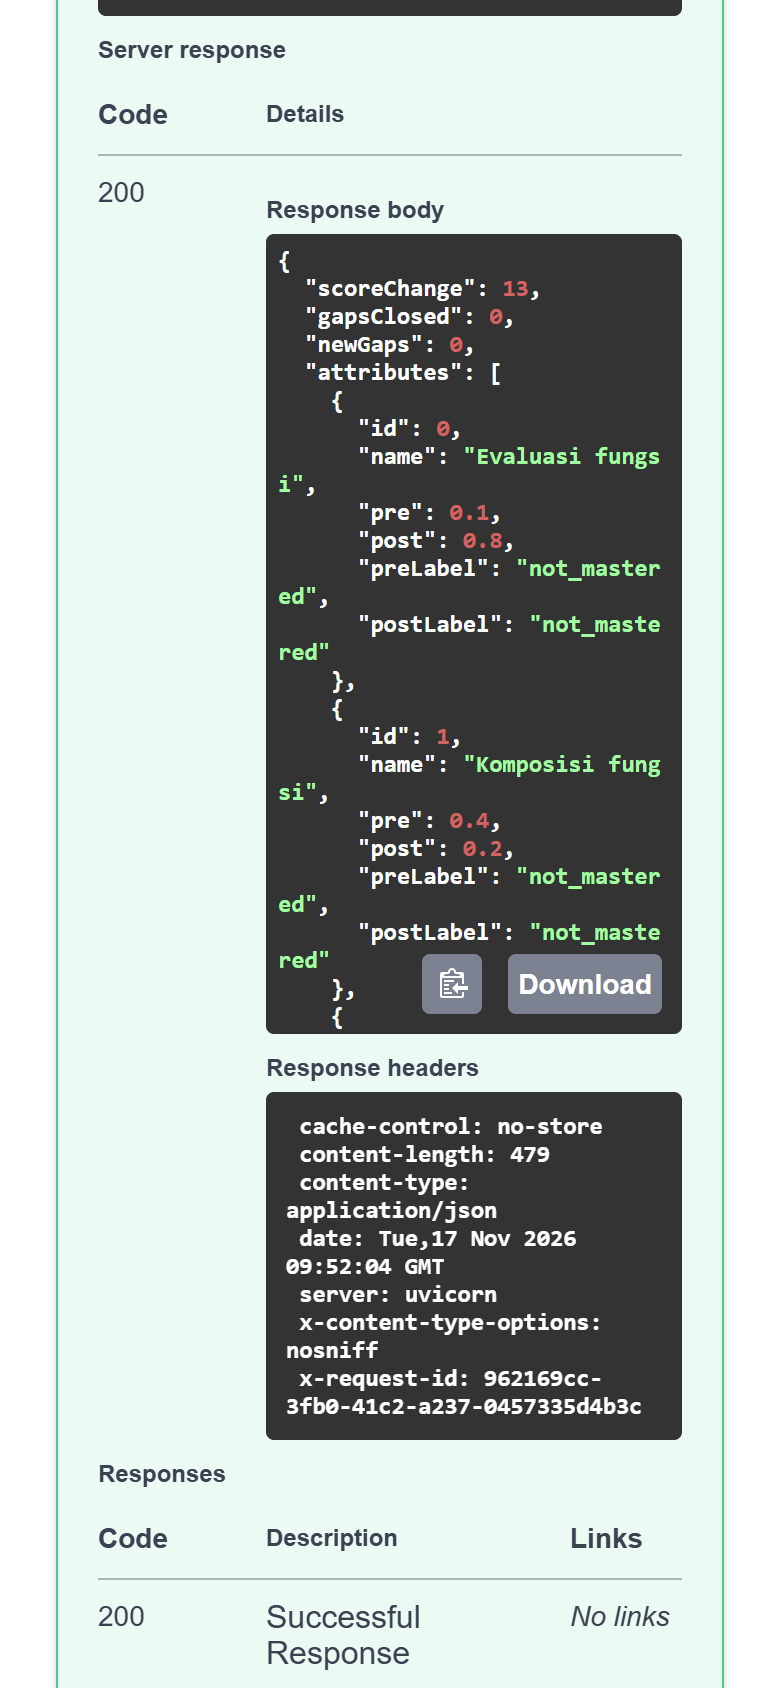 Server response
Code Details
200
Response body
{
  "scoreChange": 13,
  "gapsClosed": 0,
  "newGaps": 0,
  "attributes": [
    {
      "id": 0,
      "name": "Evaluasi fungs
i",
      "pre": 0.1,
      "post": 0.8,
      "preLabel": "not_master
ed",
      "postLabel": "not_maste
red"
    },
    {
      "id": 1,
      "name": "Komposisi fung
si",
      "pre": 0.4,
      "post": 0.2,
      "preLabel": "not_master
ed",
      "postLabel": "not_maste
red"
    },
    {
Download
Response headers
 cache-control: no-store
 content-length: 479
 content-type:
application/json
 date: Tue,17 Nov 2026
09:52:04 GMT
 server: uvicorn
 x-content-type-options:
nosniff
 x-request-id: 962169cc-
3fb0-41c2-a237-0457335d4b3c
Responses
Code Description Links
200 Successful No links
Response